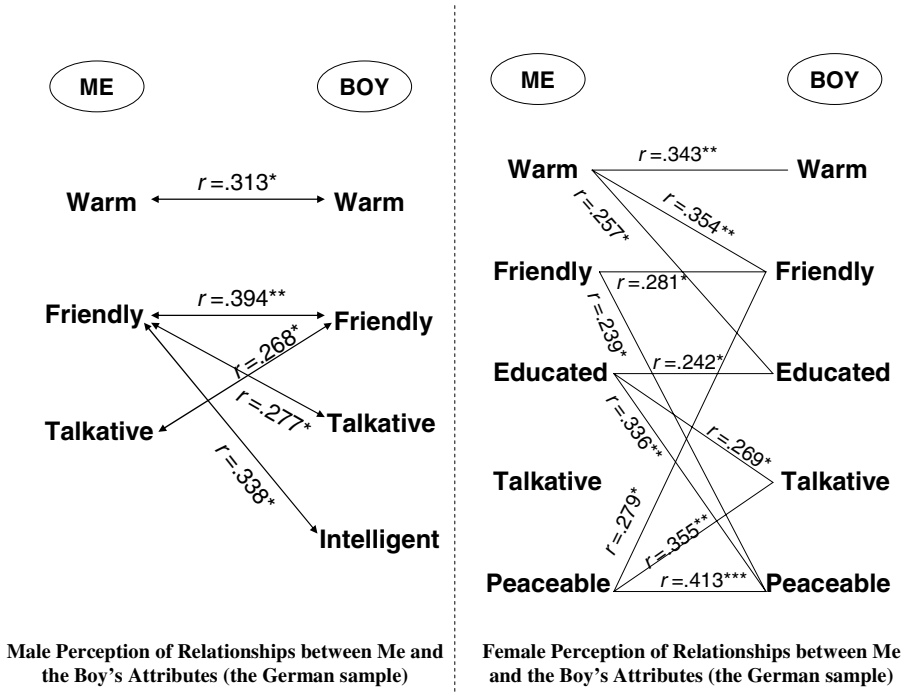 ME
BOY
r=.313*
Warm
Warm
r=.394**
Friendly
Friendly
r=.268*
r=.277*
Talkative
Talkative
r=.338*
Intelligent
Male Perception of Relationships between Me and
the Boy's Attributes (the German sample)
ME
BOY
r=.343**
Warm
Warm
r=.354**
r=.257*
Friendly
r=.281*
Friendly
r=.239*
Educated
r=.242*
Educated
r=.336**
r=.269*
Talkative
Talkative
r=.279*
r=.355**
Peaceable
r=.413***
Peaceable
Female Perception of Relationships between Me
and the Boy's Attributes (the German sample)